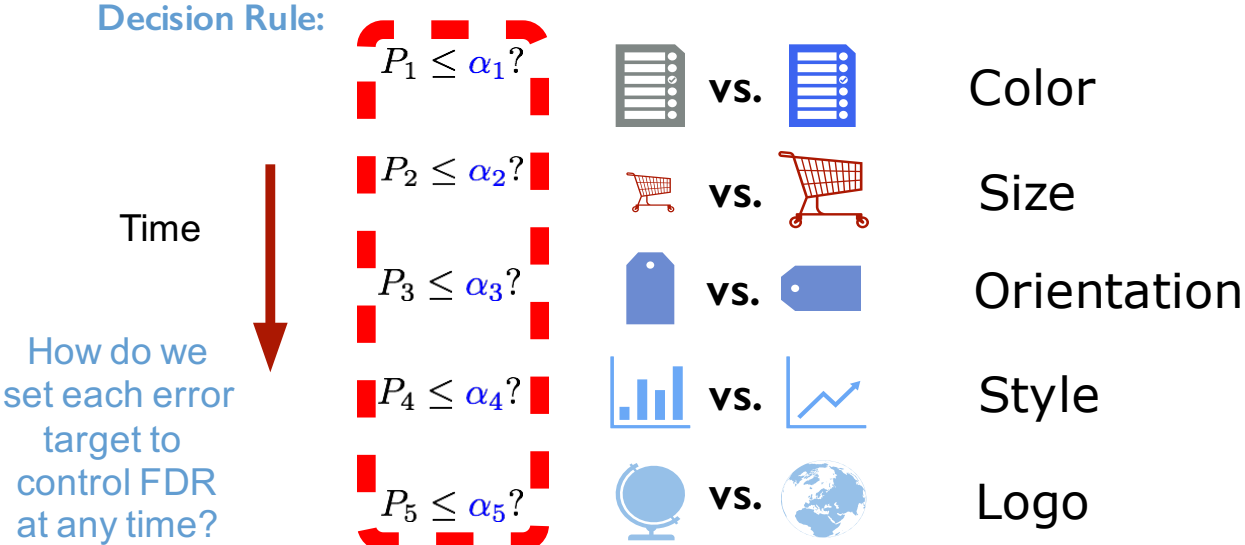 Decision Rule:
P₁ ≤ α₁? vs. Color
P₂ ≤ α₂? vs. Size
Time
P₃ ≤ α₃? vs. Orientation
How do we
set each error
target to
control FDR
at any time?
P₄ ≤ α₄? vs. Style
P₅ ≤ α₅? vs. Logo